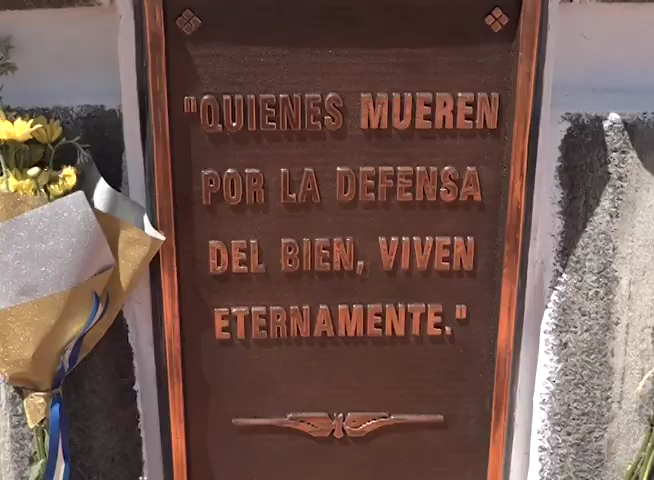 "QUIENES MUEREN
POR LA DEFENSA
DEL BIEN, VIVEN
ETERNAMENTE."